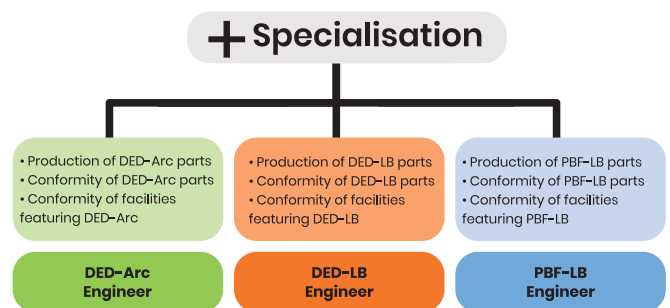 + Specialisation
• Production of DED-Arc parts
• Conformity of DED-Arc parts
• Conformity of facilities
featuring DED-Arc
• Production of DED-LB parts
• Conformity of DED-LB parts
• Conformity of facilities
featuring DED-LB
• Production of PBF-LB parts
• Conformity of PBF-LB parts
• Conformity of facilities
featuring PBF-LB
DED-Arc
Engineer
DED-LB
Engineer
PBF-LB
Engineer